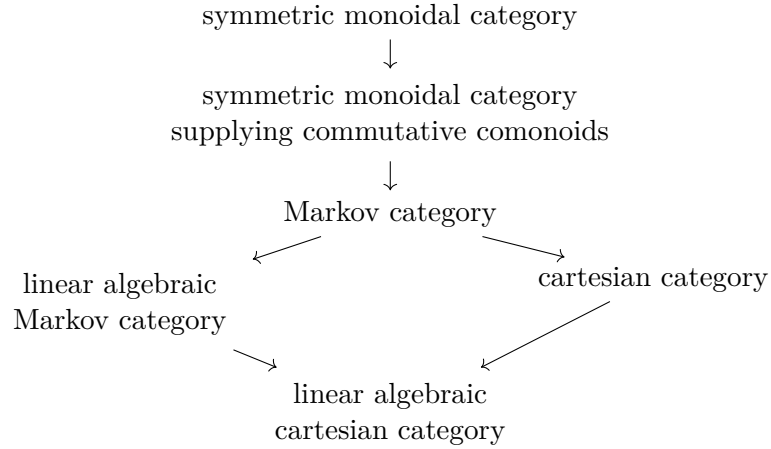 symmetric monoidal category
symmetric monoidal category
supplying commutative comonoids
Markov category
linear algebraic
Markov category
cartesian category
linear algebraic
cartesian category